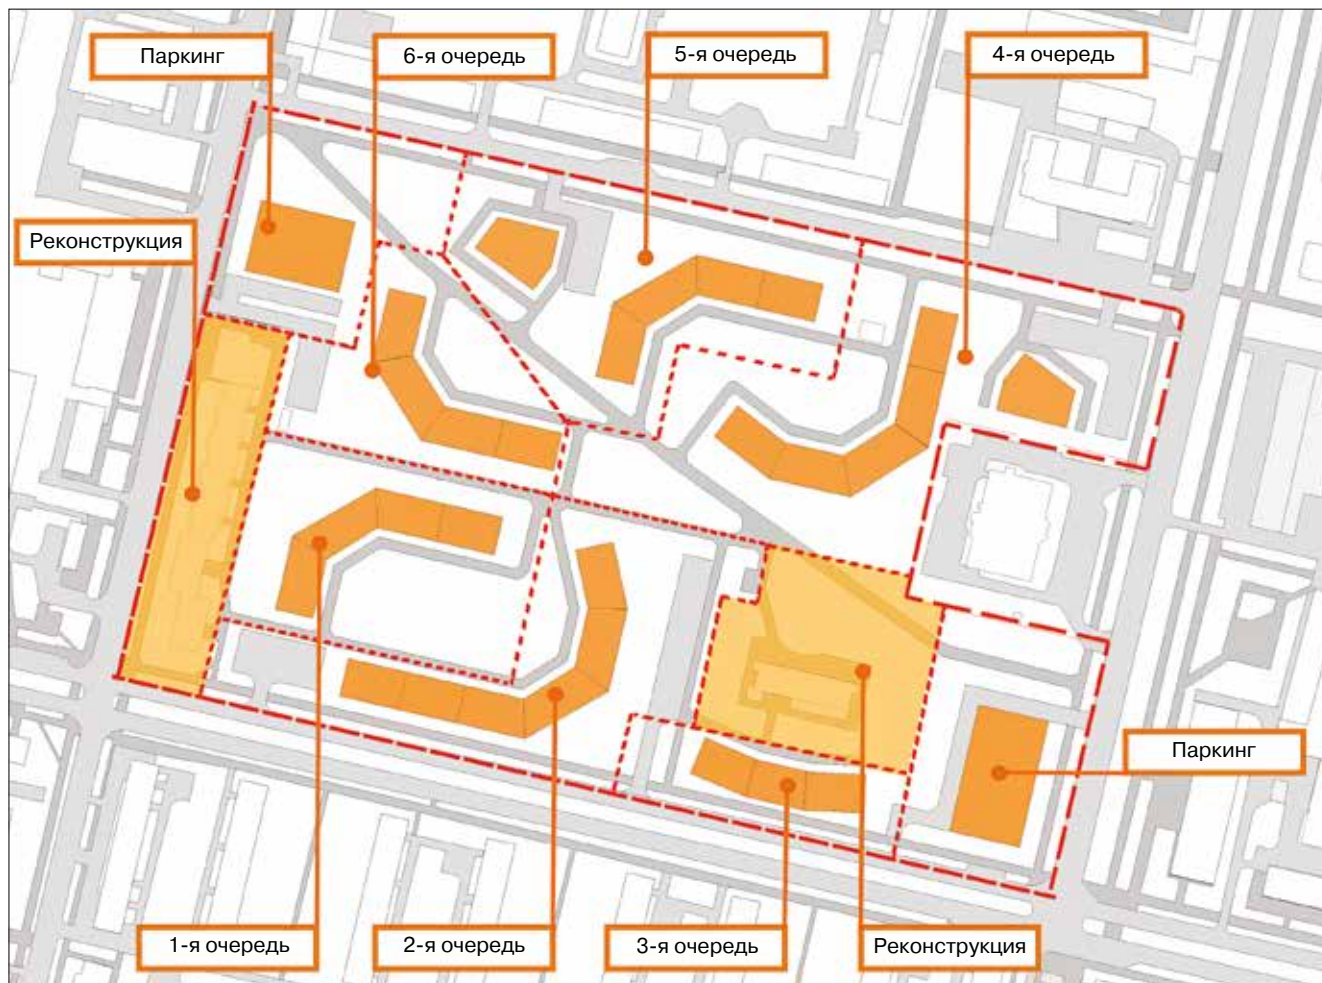 Паркинг
6-я очередь
5-я очередь
4-я очередь
Реконструкция
Паркинг
1-я очередь
2-я очередь
3-я очередь
Реконструкция